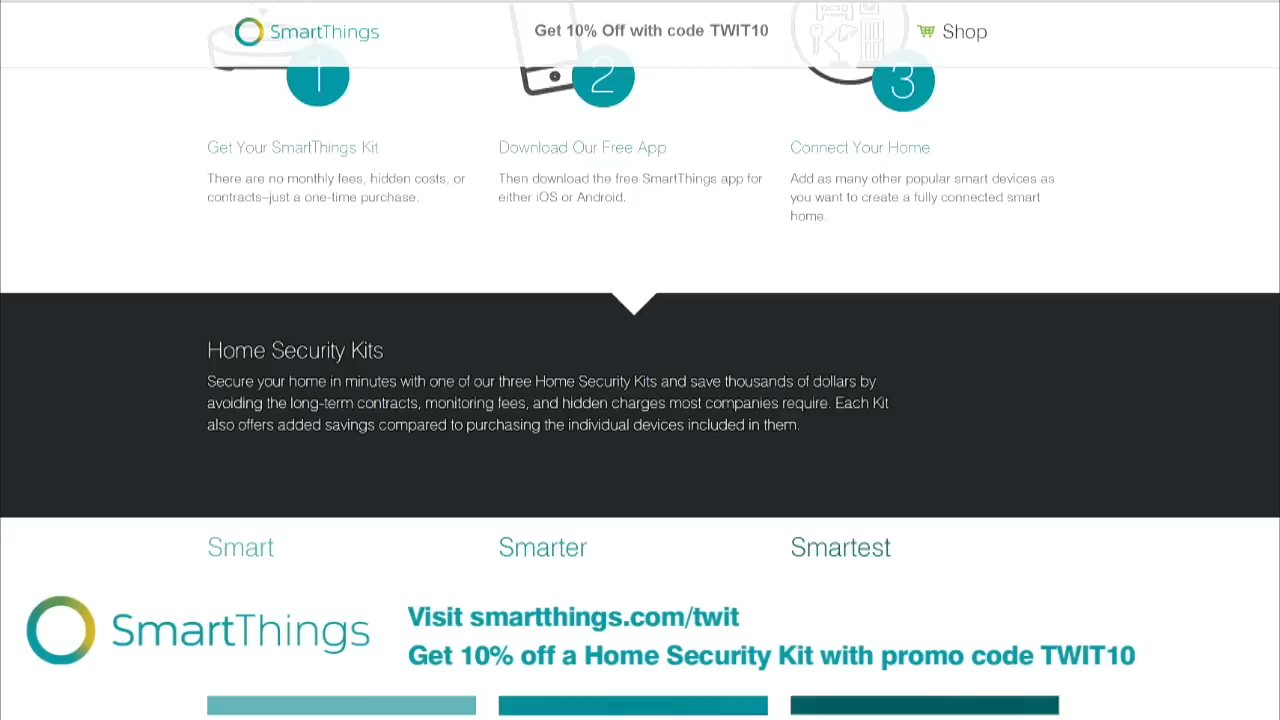 SmartThings
Get 10% Off with code TWIT10
Shop
1
2
3
Get Your SmartThings Kit
There are no monthly fees, hidden costs, or
contracts–just a one-time purchase.
Download Our Free App
Then download the free SmartThings app for
either iOS or Android.
Connect Your Home
Add as many other popular smart devices as
you want to create a fully connected smart
home.
Home Security Kits
Secure your home in minutes with one of our three Home Security Kits and save thousands of dollars by
avoiding the long-term contracts, monitoring fees, and hidden charges most companies require. Each Kit
also offers added savings compared to purchasing the individual devices included in them.
Smart
Smarter
Smartest
SmartThings
Visit smartthings.com/twit
Get 10% off a Home Security Kit with promo code TWIT10